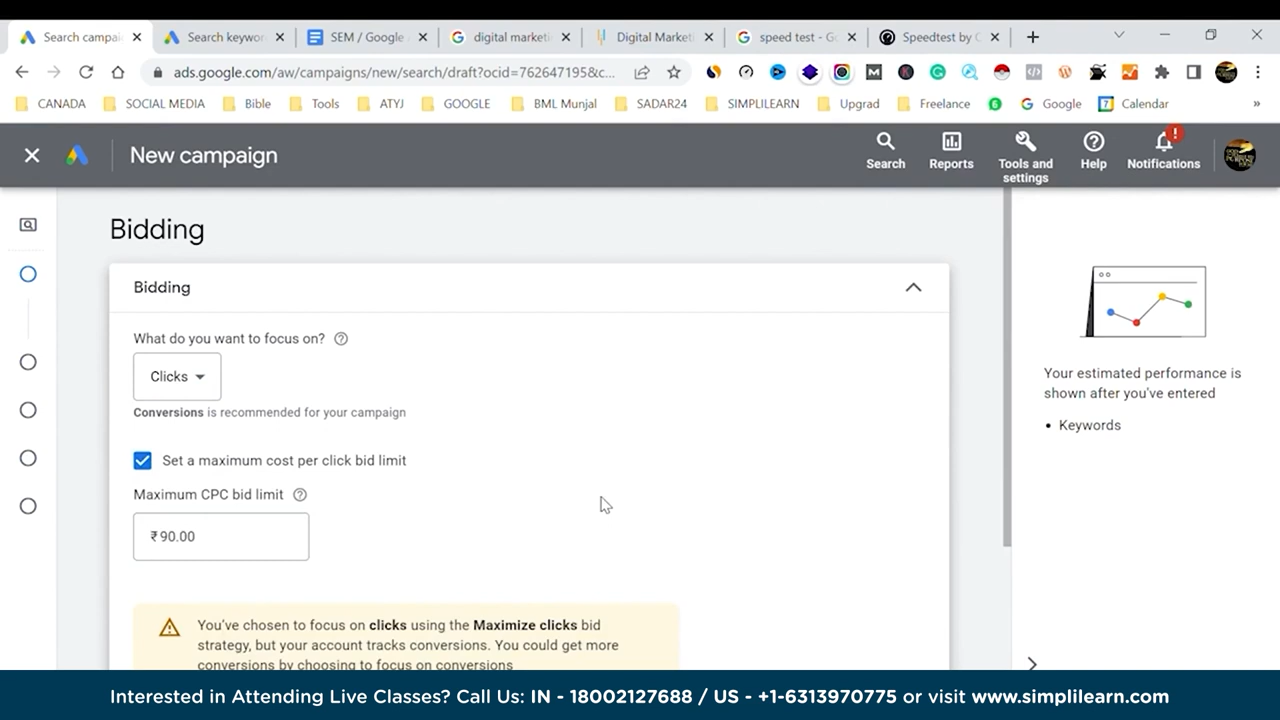 Search campai
Search keywor
SEM / Google
digital marketi
Digital Marketi
speed test - Go
Speedtest by O
ads.google.com/aw/campaigns/new/search/draft?ocid=762647195&c...
CANADA
SOCIAL MEDIA
Bible
Tools
ATYJ
GOOGLE
BML Munjal
SADAR24
SIMPLILEARN
Upgrad
Freelance
Google
Calendar
»
New campaign
Search
Reports
Tools and
settings
Help
Notifications
Bidding
Bidding
What do you want to focus on?
Clicks
Conversions is recommended for your campaign
Set a maximum cost per click bid limit
Maximum CPC bid limit
₹90.00
You've chosen to focus on clicks using the Maximize clicks bid
strategy, but your account tracks conversions. You could get more
conversions by choosing to focus on conversions
Your estimated performance is
shown after you've entered
• Keywords
Interested in Attending Live Classes? Call Us: IN - 18002127688 / US - +1-6313970775 or visit www.simplilearn.com